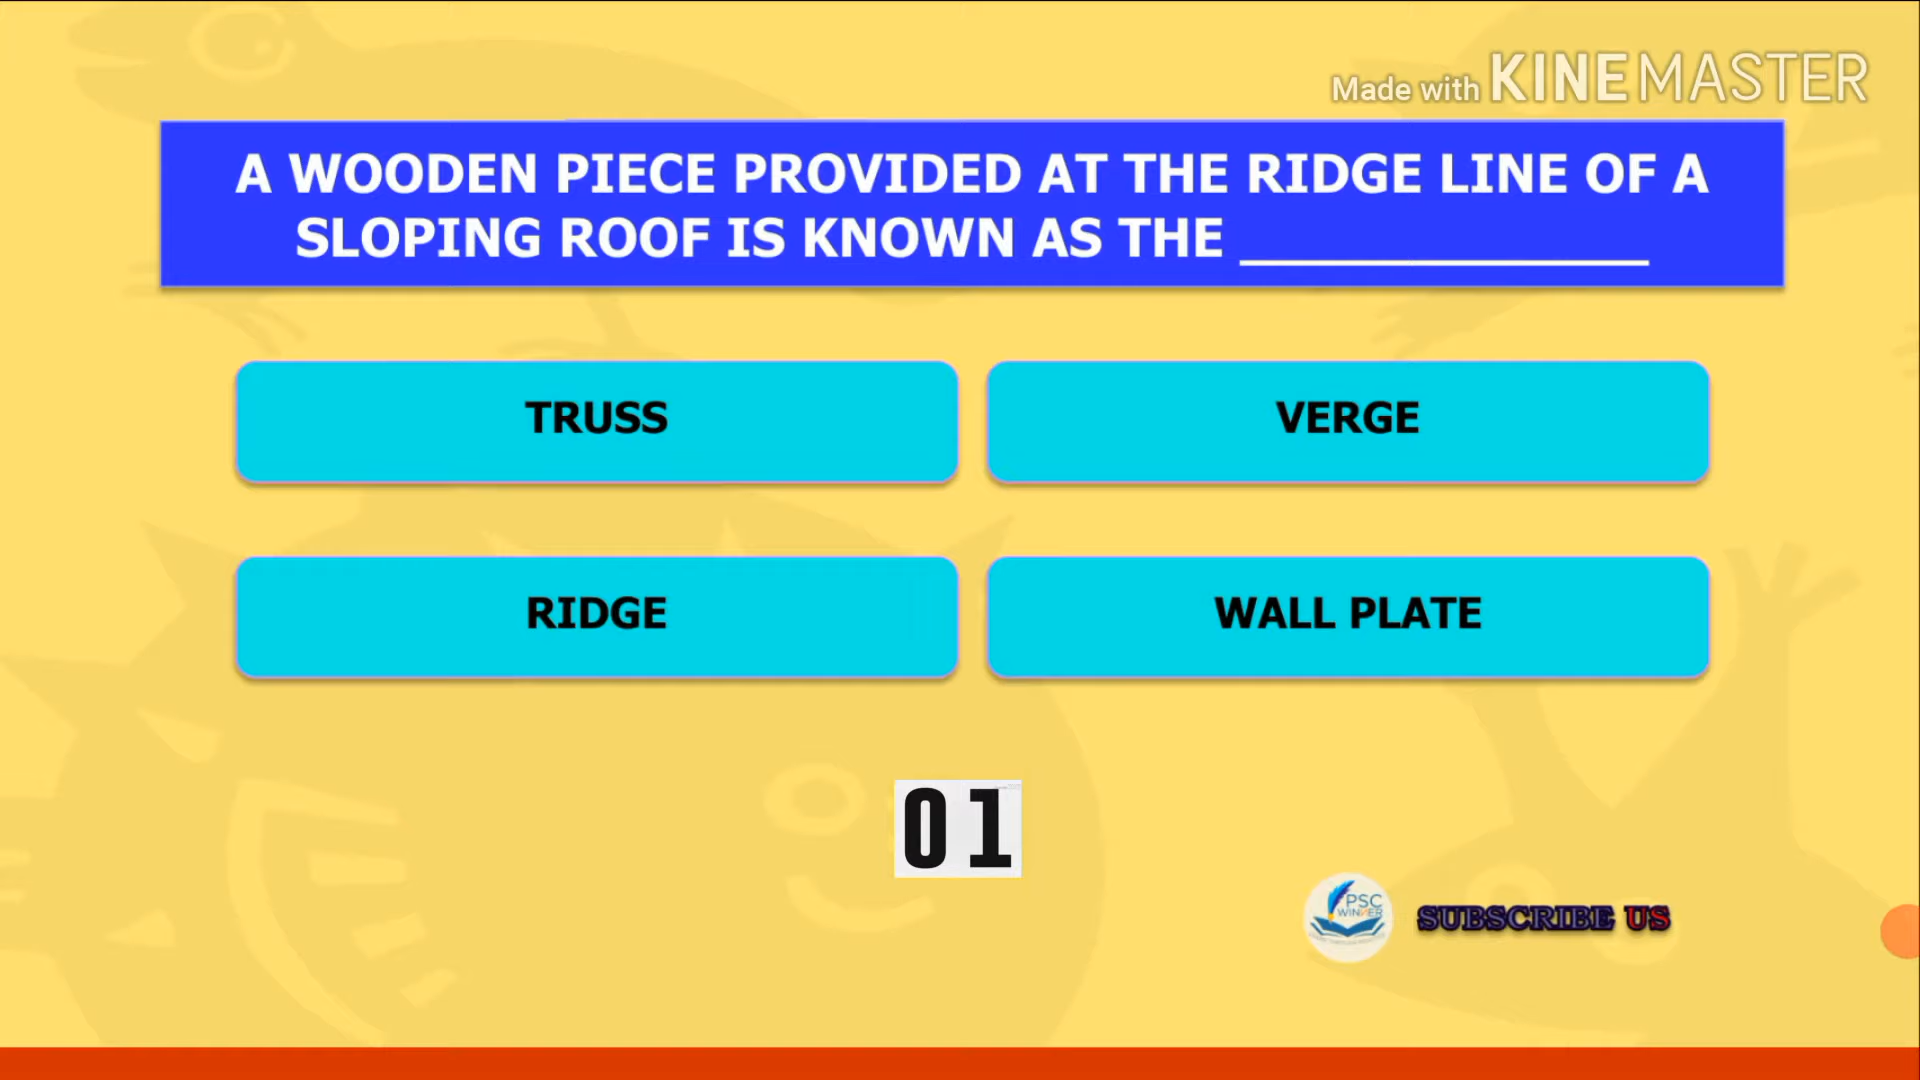 Made with KINEMASTER
A WOODEN PIECE PROVIDED AT THE RIDGE LINE OF A
SLOPING ROOF IS KNOWN AS THE _______________
TRUSS
VERGE
RIDGE
WALL PLATE
01
PSC
WINNER
SUBSCRIBE US